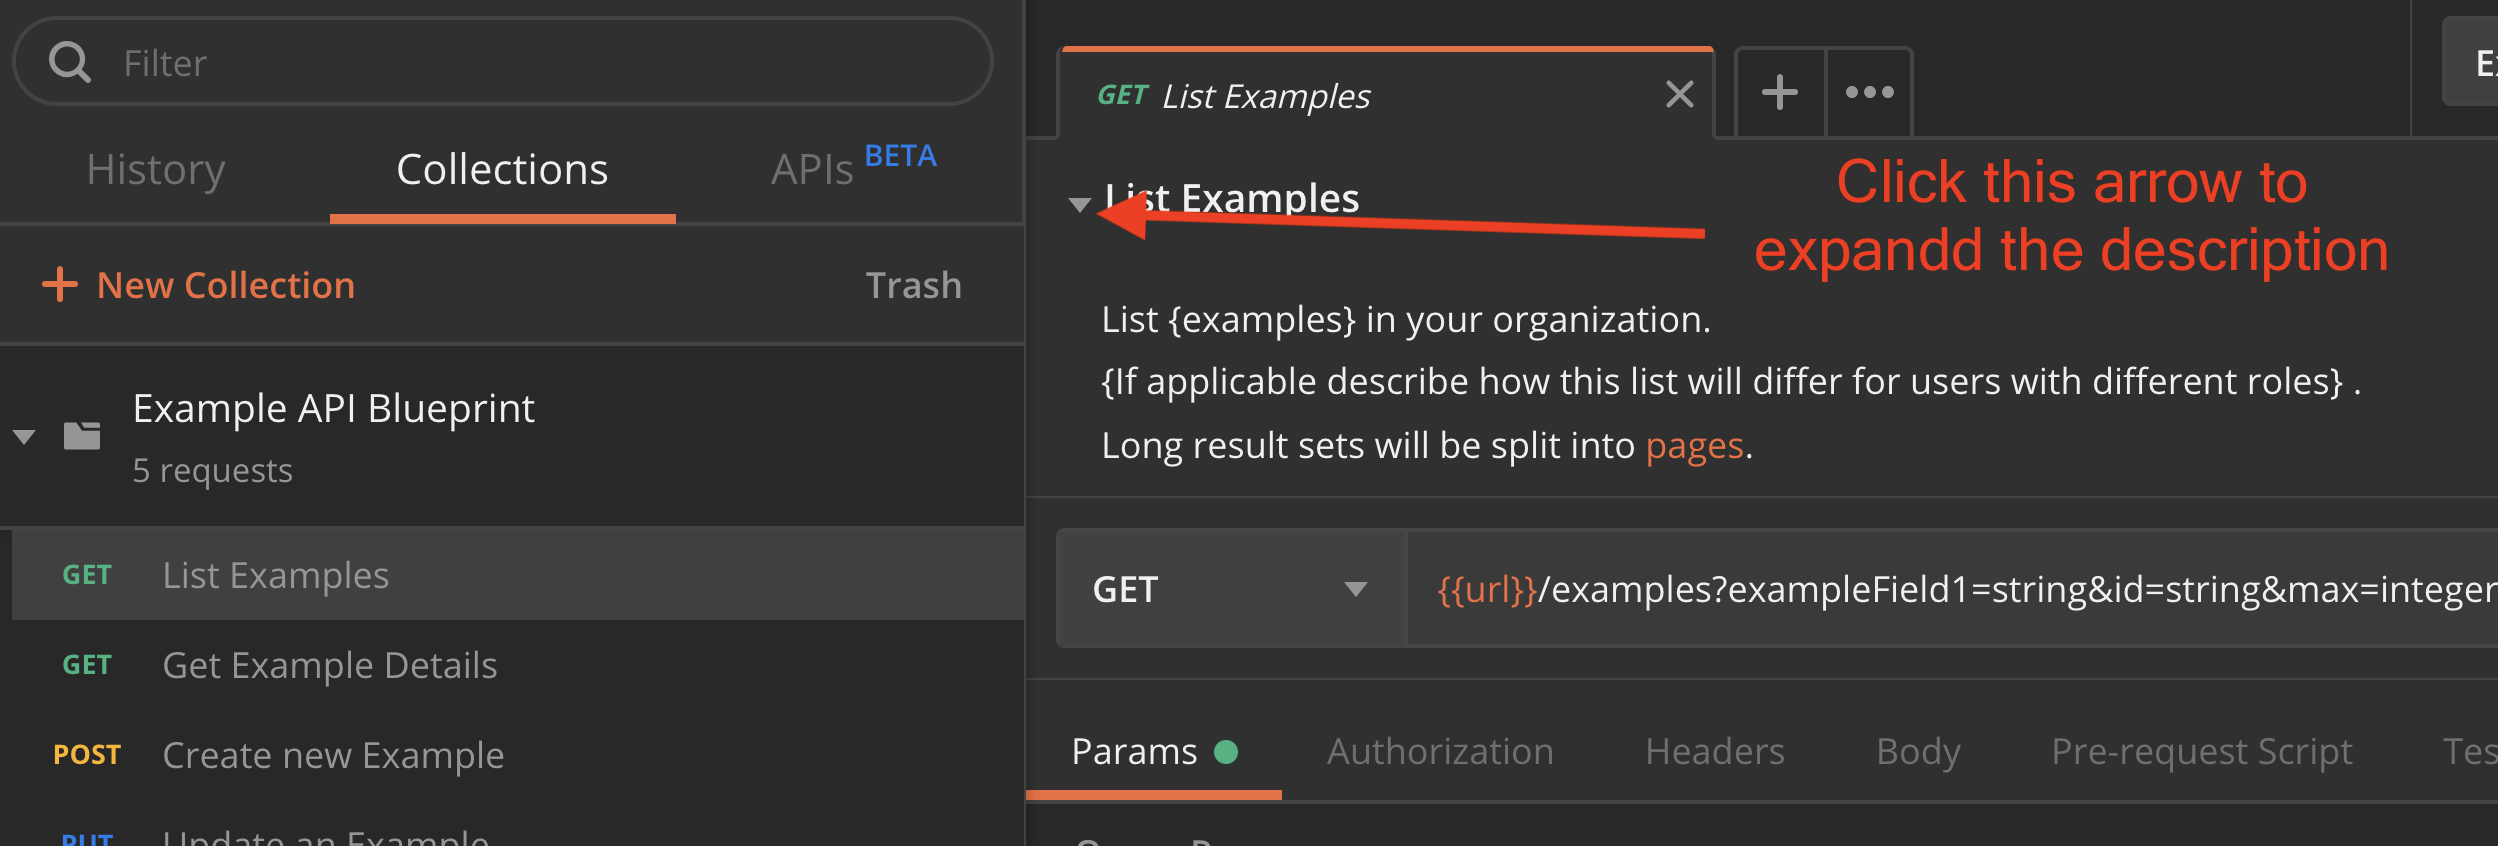 Filter
History
Collections
APIs BETA
New Collection
Trash
Example API Blueprint
5 requests
GET List Examples
GET Get Example Details
POST Create new Example
PUT Update an Example
GET List Examples
List Examples
Click this arrow to
expandd the description
List {examples} in your organization.
{If applicable describe how this list will differ for users with different roles} .
Long result sets will be split into pages.
GET
{{url}}/examples?exampleField1=string&id=string&max=integer
Params
Authorization
Headers
Body
Pre-request Script